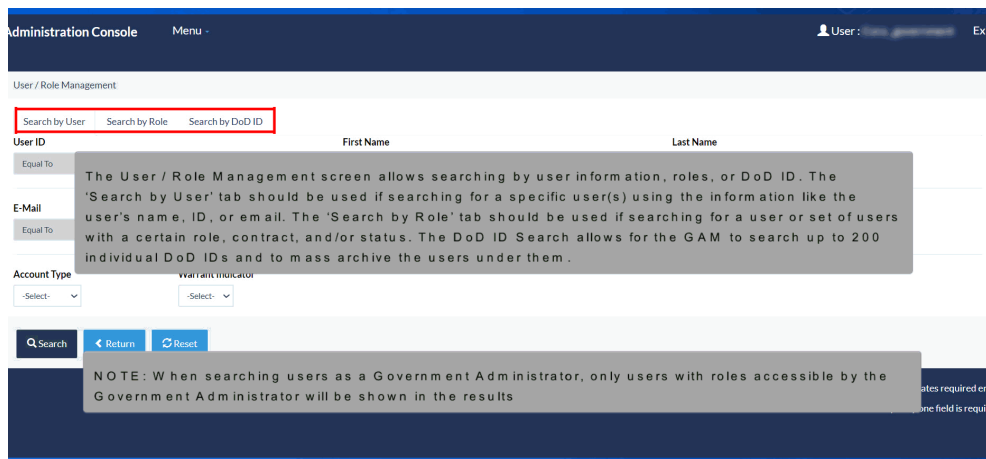 Administration Console Menu User : Ex
User / Role Management
Search by User Search by Role Search by DoD ID
User ID First Name Last Name
Equal To
The User / Role Management screen allows searching by user information, roles, or DoD ID. The
‘Search by User’ tab should be used if searching for a specific user(s) using the information like the
user’s name, ID, or email. The ‘Search by Role’ tab should be used if searching for a user or set of users
with a certain role, contract, and/or status. The DoD ID Search allows for the GAM to search up to 200
individual DoD IDs and to mass archive the users under them.
E-Mail
Equal To
Account Type Warrant Indicator
-Select- -Select-
Search Return Reset
NOTE: When searching users as a Government Administrator, only users with roles accessible by the
Government Administrator will be shown in the results
ates required en
one field is requi